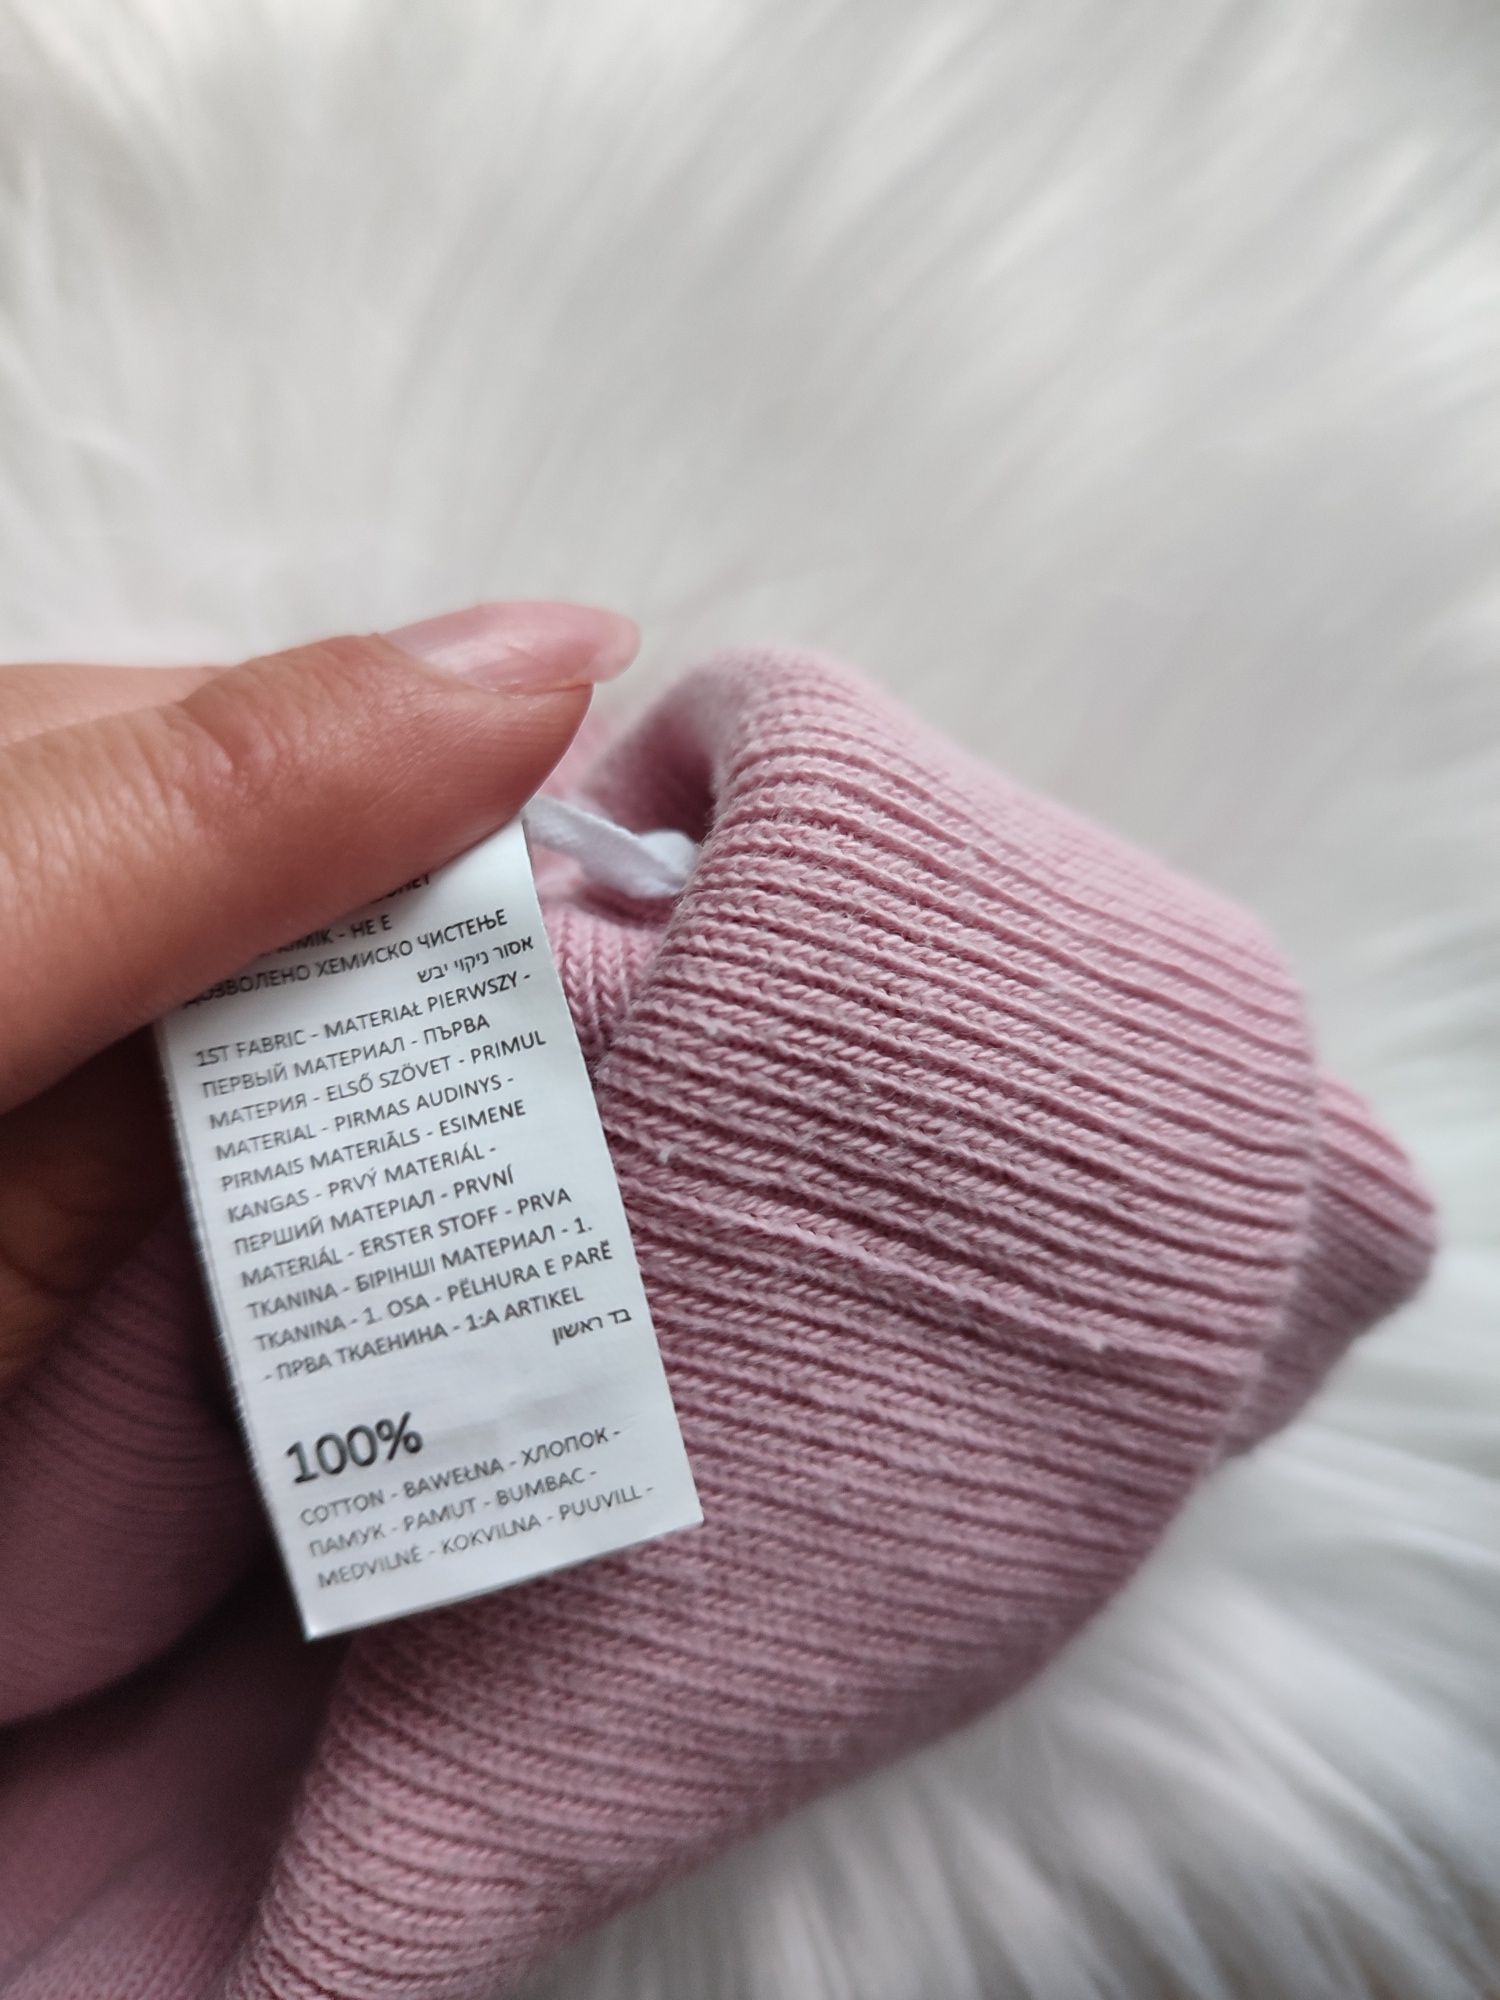 - НЕ Е
ДОЗВОЛЕНО ХЕМИСКО ЧИСТЕЊЕ
אסור ניקוי יבש
1ST FABRIC - MATERIAŁ PIERWSZY -
ПЕРВЫЙ МАТЕРИАЛ - ПЪРВА
МАТЕРИЯ - ELSŐ SZÖVET - PRIMUL
MATERIAL - PIRMAS AUDINYS -
PIRMAIS MATERIĀLS - ESIMENE
KANGAS - PRVÝ MATERIÁL -
ПЕРШИЙ МАТЕРІАЛ - PRVNÍ
MATERIÁL - ERSTER STOFF - PRVA
TKANINA - БІРІНШІ МАТЕРИАЛ - 1.
TKANINA - 1. OSA - PËLHURA E PARË
- ПРВА ТКАЕНИНА - 1:A ARTIKEL
בד ראשון
100%
COTTON - BAWEŁNA - ХЛОПОК -
ПАМУК - PAMUT - BUMBAC -
MEDVILNĖ - KOKVILNA - PUUVILL -